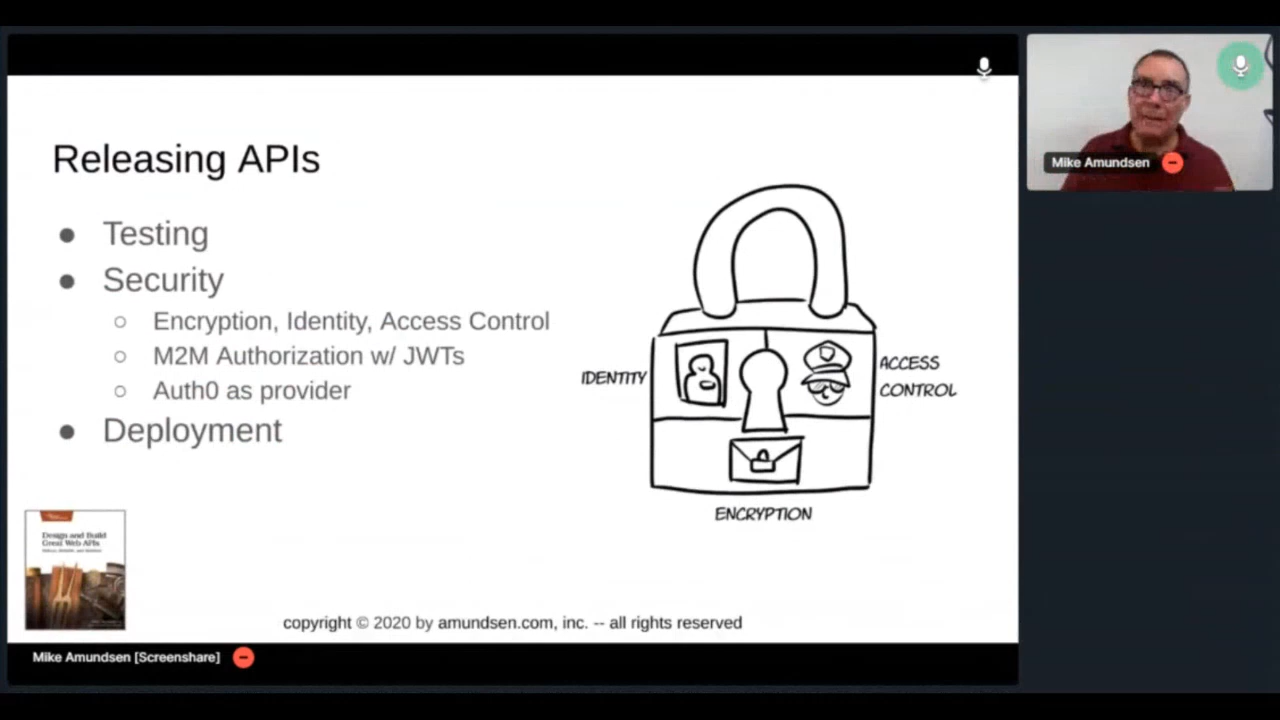 Releasing APIs
Testing
Security
Encryption, Identity, Access Control
M2M Authorization w/ JWTs
Auth0 as provider
Deployment
IDENTITY
ACCESS
CONTROL
ENCRYPTION
Design and Build
Great Web APIs
copyright © 2020 by amundsen.com, inc. -- all rights reserved
Mike Amundsen [Screenshare]
Mike Amundsen